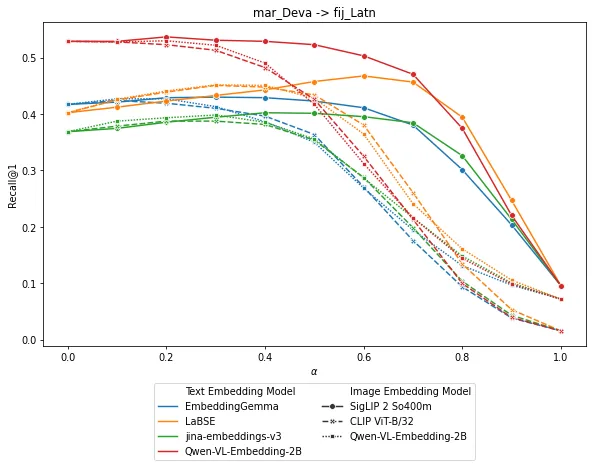 mar_Deva -> fij_Latn
Recall@1
0.5
0.4
0.3
0.2
0.1
0.0
0.0 0.2 0.4 0.6 0.8 1.0
α
Text Embedding Model Image Embedding Model
EmbeddingGemma SigLIP 2 So400m
LaBSE CLIP ViT-B/32
jina-embeddings-v3 Qwen-VL-Embedding-2B
Qwen-VL-Embedding-2B